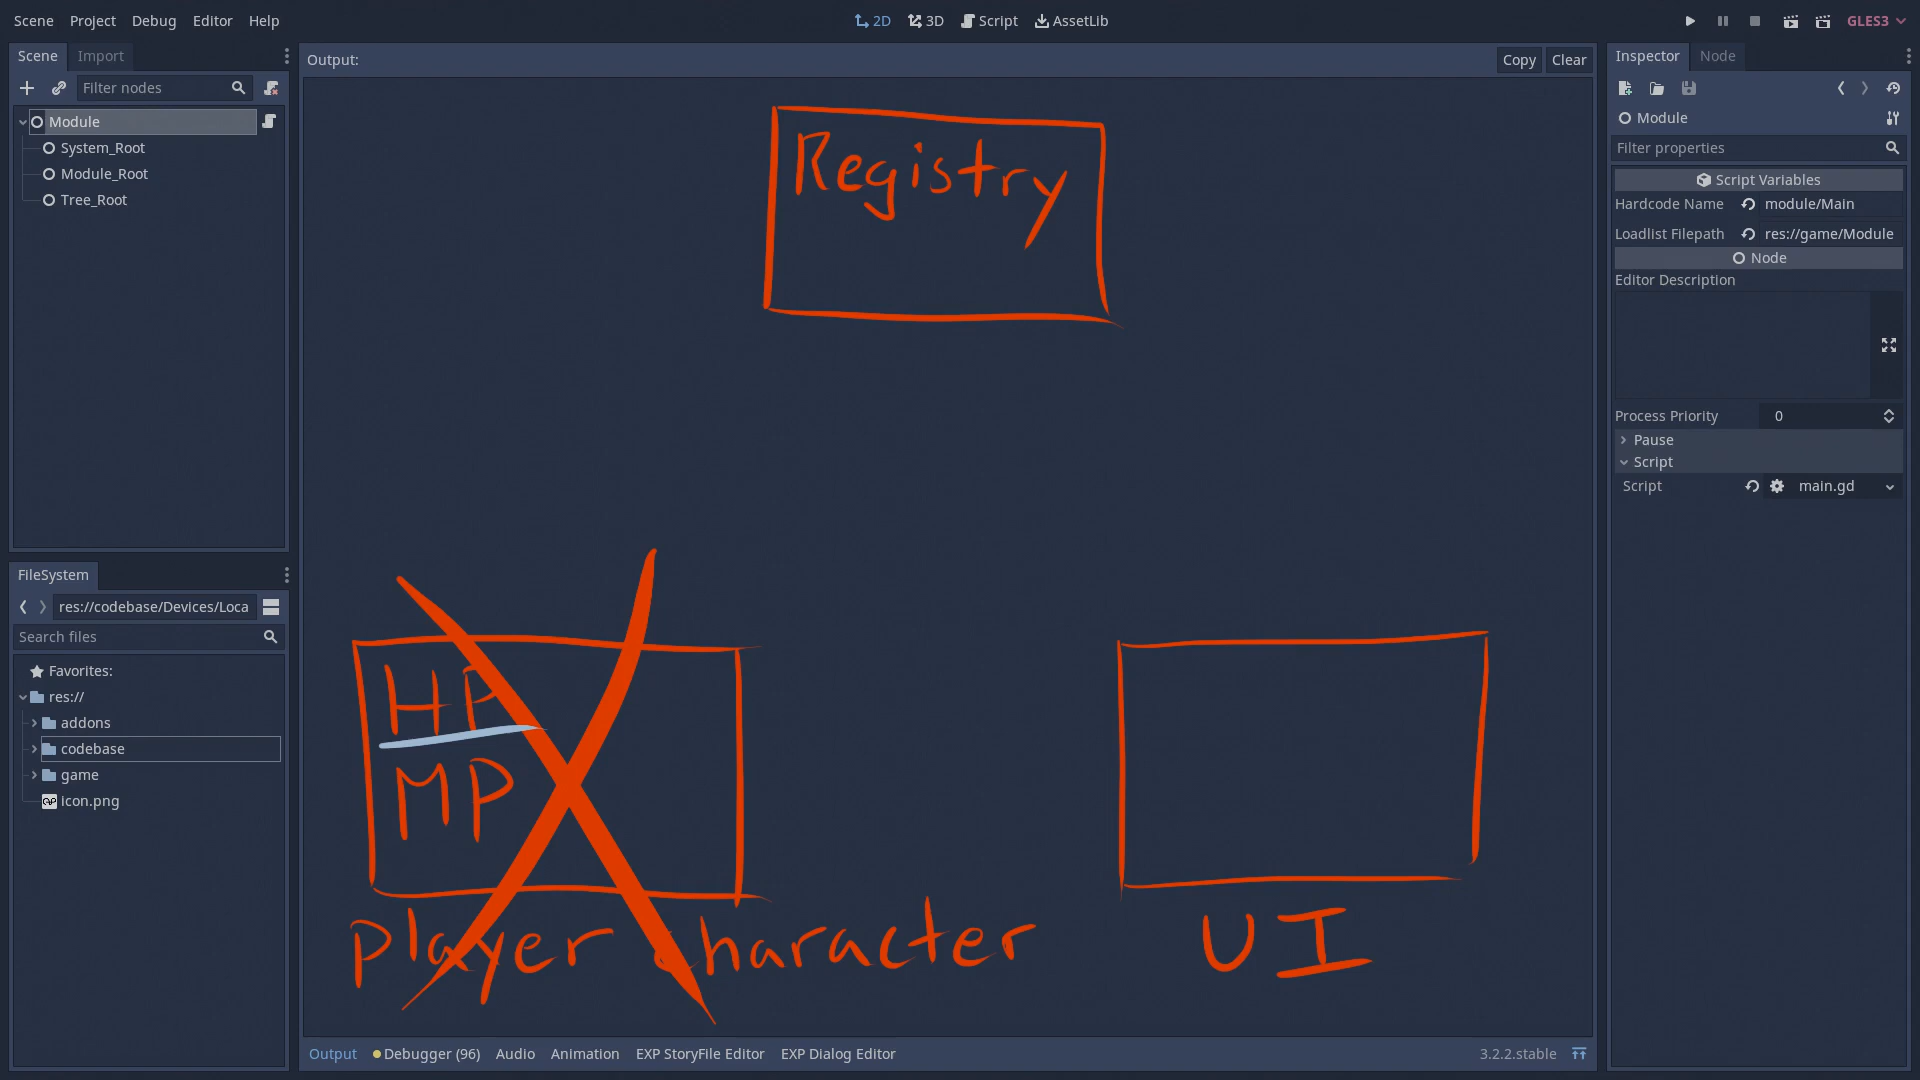 Scene Project Debug Editor Help
2D 3D Script AssetLib
GLES3
Scene Import
Filter nodes
Module
System_Root
Module_Root
Tree_Root
FileSystem
res://codebase/Devices/Loca
Search files
Favorites:
res://
addons
codebase
game
icon.png
Output:
Copy Clear
Registry
HP
MP
player character
UI
Output Debugger (96) Audio Animation EXP StoryFile Editor EXP Dialog Editor
3.2.2.stable
Inspector Node
Module
Filter properties
Script Variables
Hardcode Name module/Main
Loadlist Filepath res://game/Module
Node
Editor Description
Process Priority 0
Pause
Script
Script main.gd